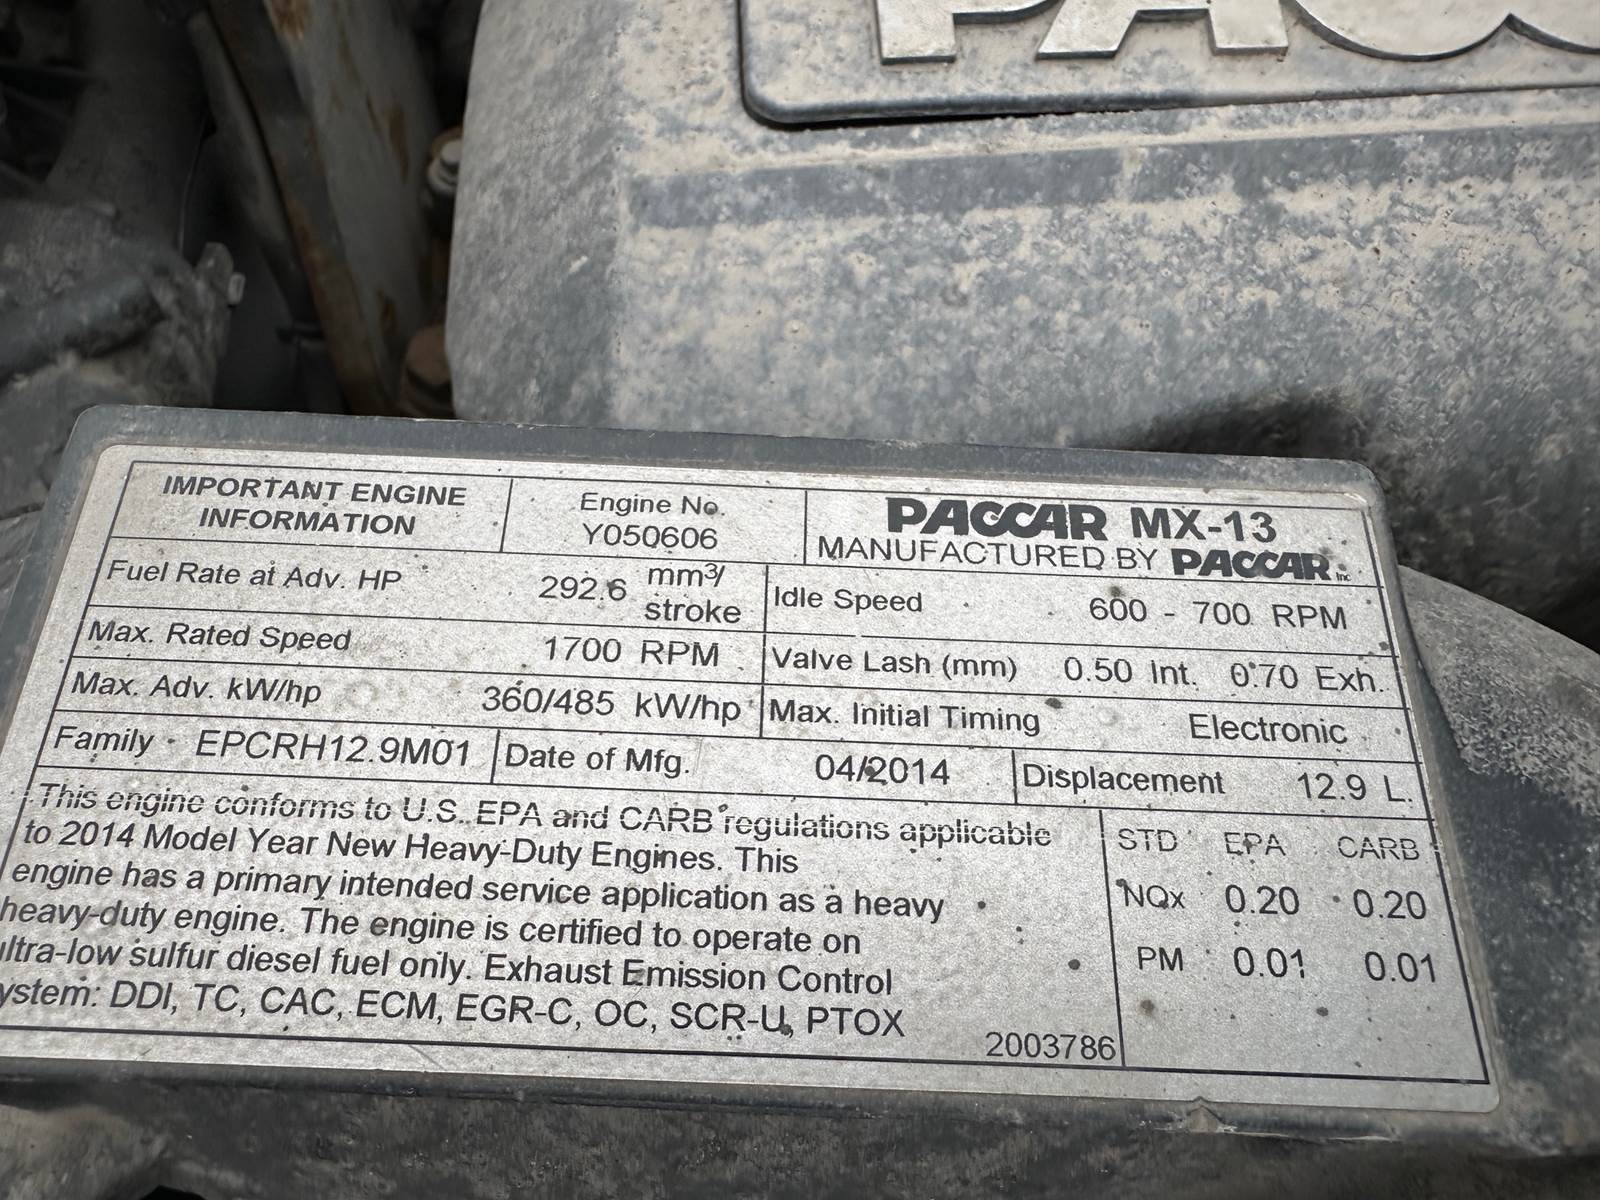 PACC
IMPORTANT ENGINE
INFORMATION
Engine No.
Y050606
PACCAR MX-13
MANUFACTURED BY PACCAR Inc
Fuel Rate at Adv. HP 292.6 mm3/
stroke
Idle Speed 600 - 700 RPM
Max. Rated Speed 1700 RPM
Valve Lash (mm) 0.50 Int. 0.70 Exh.
Max. Adv. kW/hp 360/485 kW/hp
Max. Initial Timing Electronic
Family EPCRH12.9M01
Date of Mfg. 04/2014
Displacement 12.9 L.
This engine conforms to U.S. EPA and CARB regulations applicable
to 2014 Model Year New Heavy-Duty Engines. This
engine has a primary intended service application as a heavy
heavy-duty engine. The engine is certified to operate on
ultra-low sulfur diesel fuel only. Exhaust Emission Control
ystem: DDI, TC, CAC, ECM, EGR-C, OC, SCR-U, PTOX
2003786
STD EPA CARB
NOx 0.20 0.20
PM 0.01 0.01